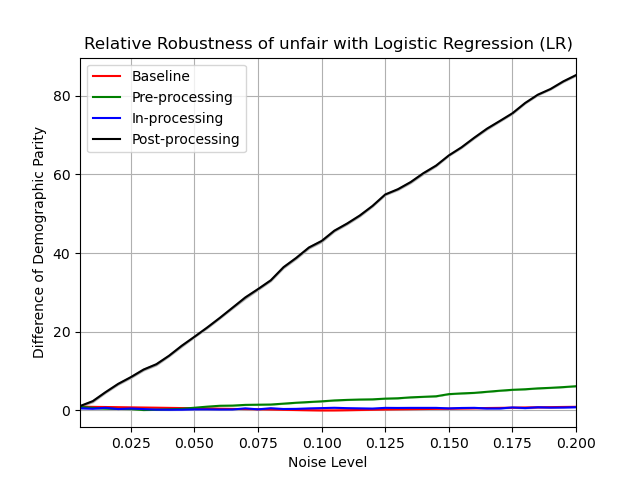 Relative Robustness of unfair with Logistic Regression (LR)
Baseline
Pre-processing
In-processing
Post-processing
Difference of Demographic Parity
80
60
40
20
0
0.025 0.050 0.075 0.100 0.125 0.150 0.175 0.200
Noise Level